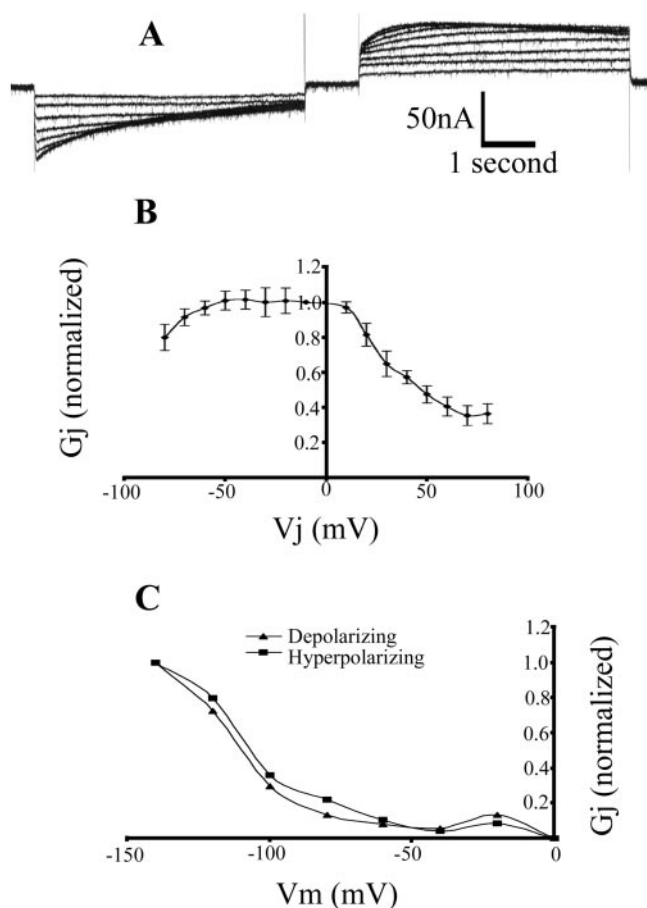 A
50nA
1 second
B
Gj (normalized)
1.2
1.0
0.8
0.6
0.4
0.2
-100
-50
0
50
100
Vj (mV)
C
Depolarizing
Hyperpolarizing
1.2
1.0
0.8
0.6
0.4
0.2
Gj (normalized)
-150
-100
-50
0
Vm (mV)